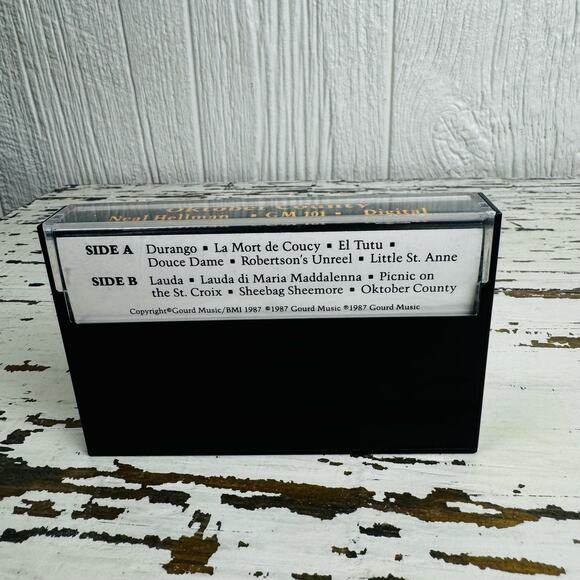 Oktober County
Neal Hellman • GM 101 • Digital
SIDE A Durango ▪ La Mort de Coucy ▪ El Tutu ▪
Douce Dame ▪ Robertson's Unreel ▪ Little St. Anne
SIDE B Lauda ▪ Lauda di Maria Maddalenna ▪ Picnic on
the St. Croix ▪ Sheebag Sheemore ▪ Oktober County
Copyright©Gourd Music/BMI 1987 ©1987 Gourd Music ℗1987 Gourd Music